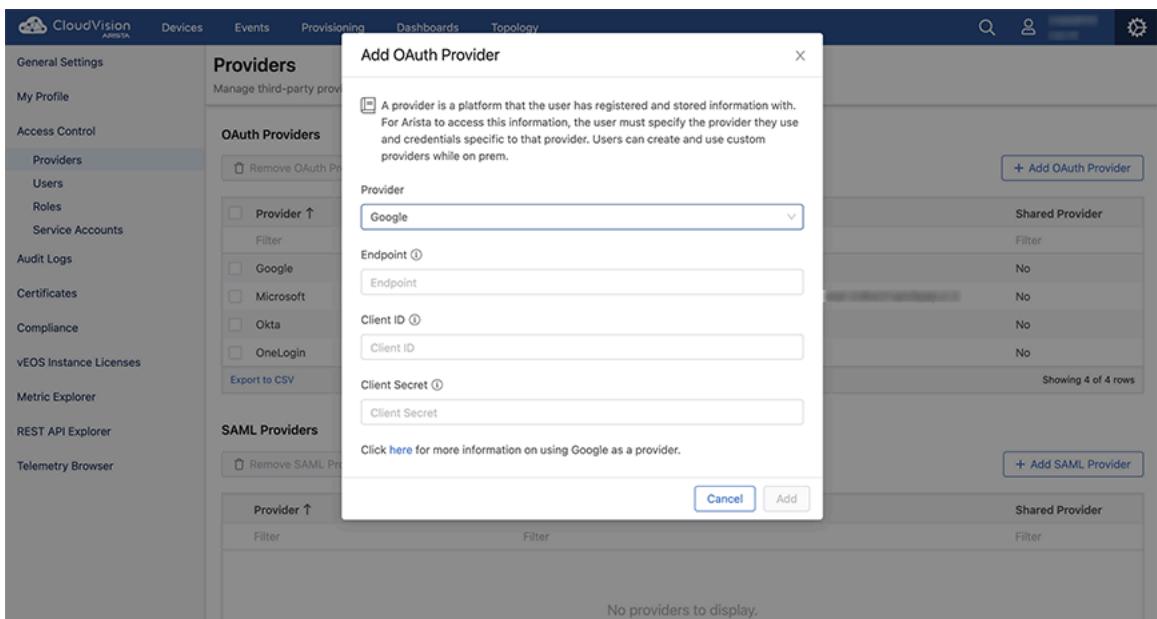 CloudVision
ARISTA
Devices
Events
Provisioning
Dashboards
Topology
General Settings
My Profile
Access Control
Providers
Users
Roles
Service Accounts
Audit Logs
Certificates
Compliance
vEOS Instance Licenses
Metric Explorer
REST API Explorer
Telemetry Browser
Providers
Manage third-party
OAuth Providers
Remove OAuth
+ Add OAuth Provider
Provider ↑
Shared Provider
Filter
Filter
Google
No
Microsoft
No
Okta
No
OneLogin
No
Export to CSV
Showing 4 of 4 rows
SAML Providers
Remove SAML
+ Add SAML Provider
Provider ↑
Shared Provider
Filter
Filter
Filter
No providers to display.
Add OAuth Provider
A provider is a platform that the user has registered and stored information with.
For Arista to access this information, the user must specify the provider they use
and credentials specific to that provider. Users can create and use custom
providers while on prem.
Provider
Google
Endpoint
Endpoint
Client ID
Client ID
Client Secret
Client Secret
Click here for more information on using Google as a provider.
Cancel
Add